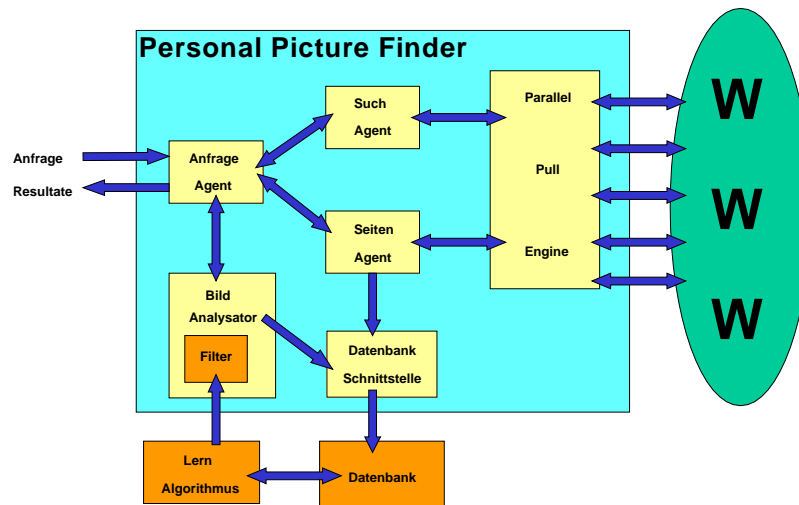 Personal Picture Finder
Such
Agent
Parallel
Pull
Engine
W
W
W
Anfrage
Resultate
Anfrage
Agent
Seiten
Agent
Bild
Analysator
Filter
Datenbank
Schnittstelle
Lern
Algorithmus
Datenbank